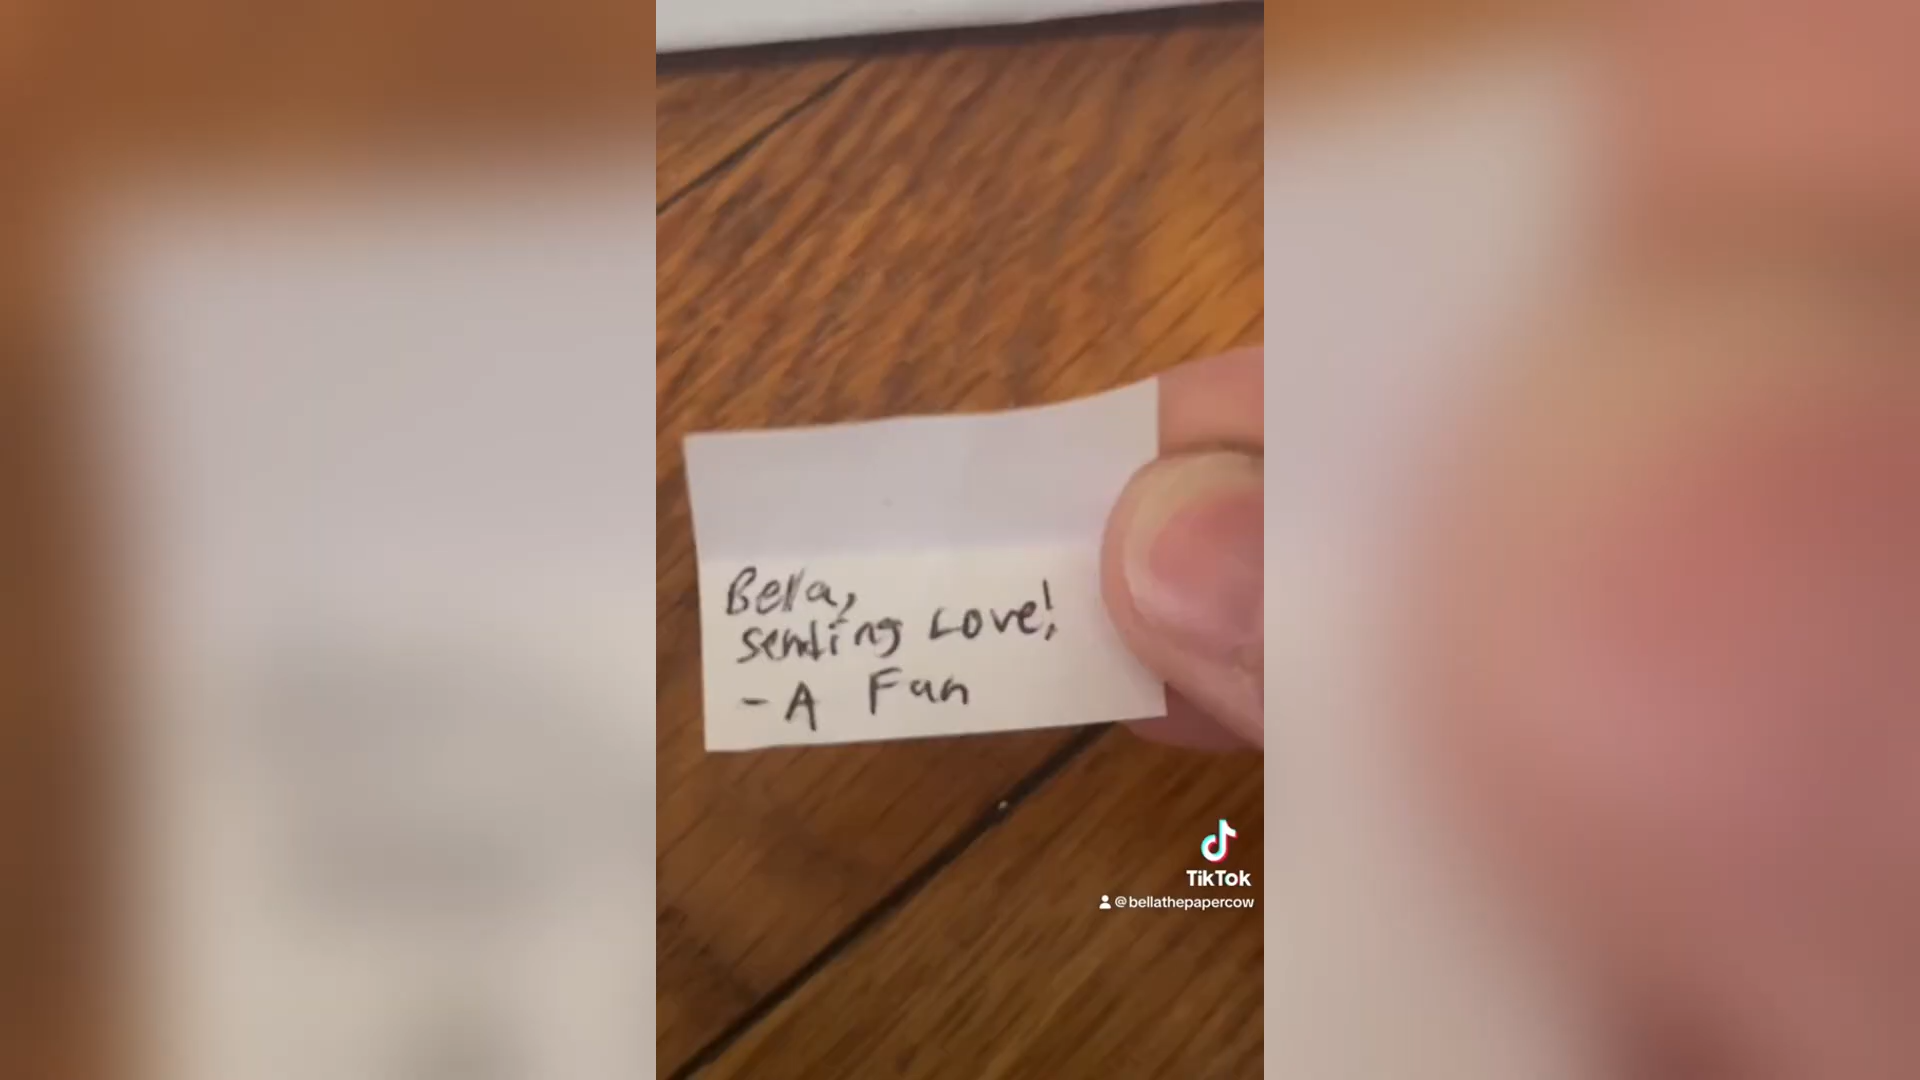 Bella,
sending Love!
- A Fan
TikTok
@bellathepapercow